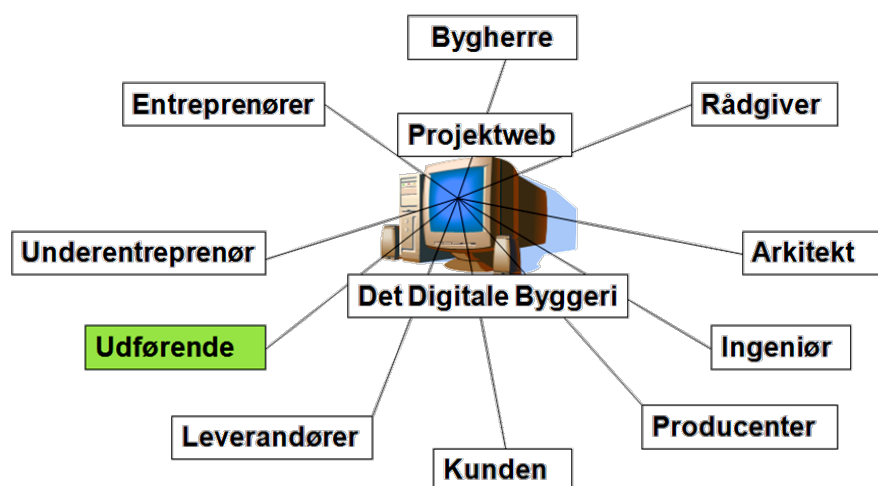 Bygherre
Entreprenører
Rådgiver
Projektweb
Underentreprenør
Arkitekt
Det Digitale Byggeri
Udførende
Ingeniør
Leverandører
Producenter
Kunden